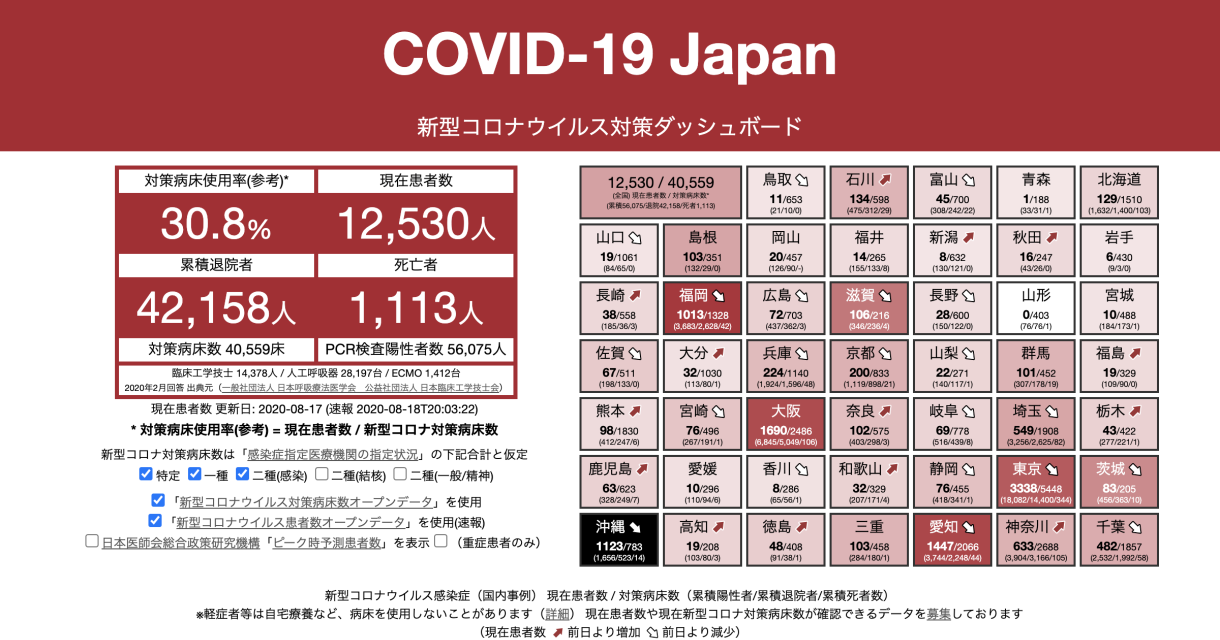 COVID-19 Japan
新型コロナウイルス対策ダッシュボード
対策病床使用率(参考)*
現在患者数
30.8%
12,530人
累積退院者
死亡者
42,158人
1,113人
対策病床数 40,559床
PCR検査陽性者数 56,075人
臨床工学技士 14,378人 / 人工呼吸器 28,197台 / ECMO 1,412台
2020年2月回答 出典元（一般社団法人 日本呼吸療法医学会　公益社団法人 日本臨床工学技士会）
現在患者数 更新日: 2020-08-17 (速報 2020-08-18T20:03:22)
* 対策病床使用率(参考) = 現在患者数 / 新型コロナ対策病床数
新型コロナ対策病床数は「感染症指定医療機関の指定状況」の下記合計と仮定
特定 一種 二種(感染) 二種(結核) 二種(一般/精神)
「新型コロナウイルス対策病床数オープンデータ」を使用
「新型コロナウイルス患者数オープンデータ」を使用(速報)
日本医師会総合政策研究機構「ピーク時予測患者数」を表示 （重症患者のみ）
12,530 / 40,559
(全国) 現在患者数 / 対策病床数*
(累積56,075/退院42,158/死者1,113)
鳥取
11/653
(21/10/0)
石川
134/598
(475/312/29)
富山
45/700
(308/242/22)
青森
1/188
(33/31/1)
北海道
129/1510
(1,632/1,400/103)
山口
19/1061
(84/65/0)
島根
103/351
(132/29/0)
岡山
20/457
(126/90/-)
福井
14/265
(155/133/8)
新潟
8/632
(130/121/0)
秋田
16/247
(43/26/0)
岩手
6/430
(9/3/0)
長崎
38/558
(185/36/3)
福岡
1013/1328
(3,683/2,628/42)
広島
72/703
(437/362/3)
滋賀
106/216
(346/236/4)
長野
28/600
(150/122/0)
山形
0/403
(76/76/1)
宮城
10/488
(184/173/1)
佐賀
67/511
(198/133/0)
大分
32/1030
(113/80/1)
兵庫
224/1140
(1,924/1,596/48)
京都
200/833
(1,119/898/21)
山梨
22/271
(140/117/1)
群馬
101/452
(307/178/19)
福島
19/329
(109/90/0)
熊本
98/1830
(412/247/6)
宮崎
76/496
(267/191/1)
大阪
1690/2486
(6,845/5,049/106)
奈良
102/575
(403/298/3)
岐阜
69/778
(516/439/8)
埼玉
549/1908
(3,256/2,625/82)
栃木
43/422
(277/221/1)
鹿児島
63/623
(328/249/7)
愛媛
10/296
(110/94/6)
香川
8/286
(65/56/1)
和歌山
32/329
(207/171/4)
静岡
76/455
(418/341/1)
東京
3338/5448
(18,082/14,400/344)
茨城
83/205
(456/363/10)
沖縄
1123/783
(1,656/523/14)
高知
19/208
(103/80/3)
徳島
48/408
(91/38/1)
三重
103/458
(284/180/1)
愛知
1447/2066
(3,744/2,248/44)
神奈川
633/2688
(3,904/3,166/105)
千葉
482/1857
(2,532/1,992/58)
新型コロナウイルス感染症（国内事例） 現在患者数 / 対策病床数（累積陽性者/累積退院者/累積死者数）
※軽症者等は自宅療養など、病床を使用しないことがあります（詳細） 現在患者数や現在新型コロナ対策病床数が確認できるデータを募集しております
（現在患者数 前日より増加 前日より減少）